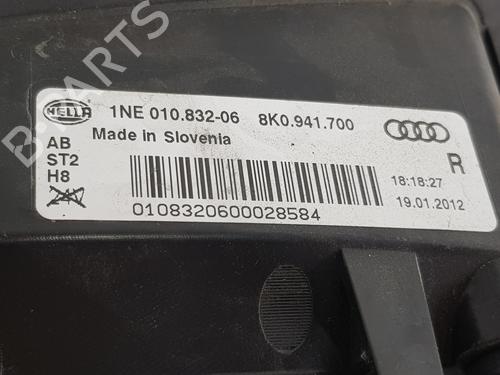 HELLA
1NE 010.832-06 8K0.941.700
Made in Slovenia
AB
ST2
H8
R
18:18:27
19.01.2012
0108320600028584
B-PARTS